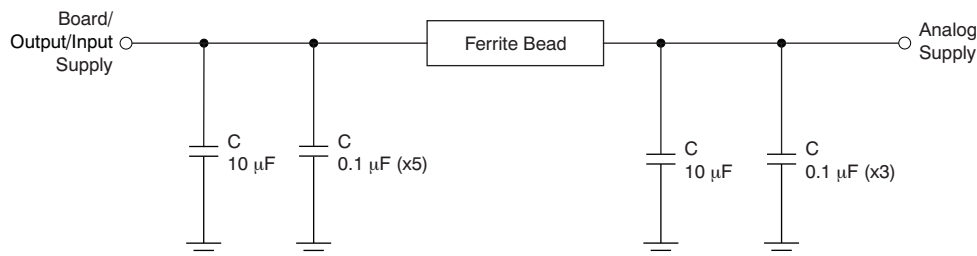 Board/
Output/Input
Supply
Ferrite Bead
Analog
Supply
C
10 μF
C
0.1 μF (x5)
C
10 μF
C
0.1 μF (x3)